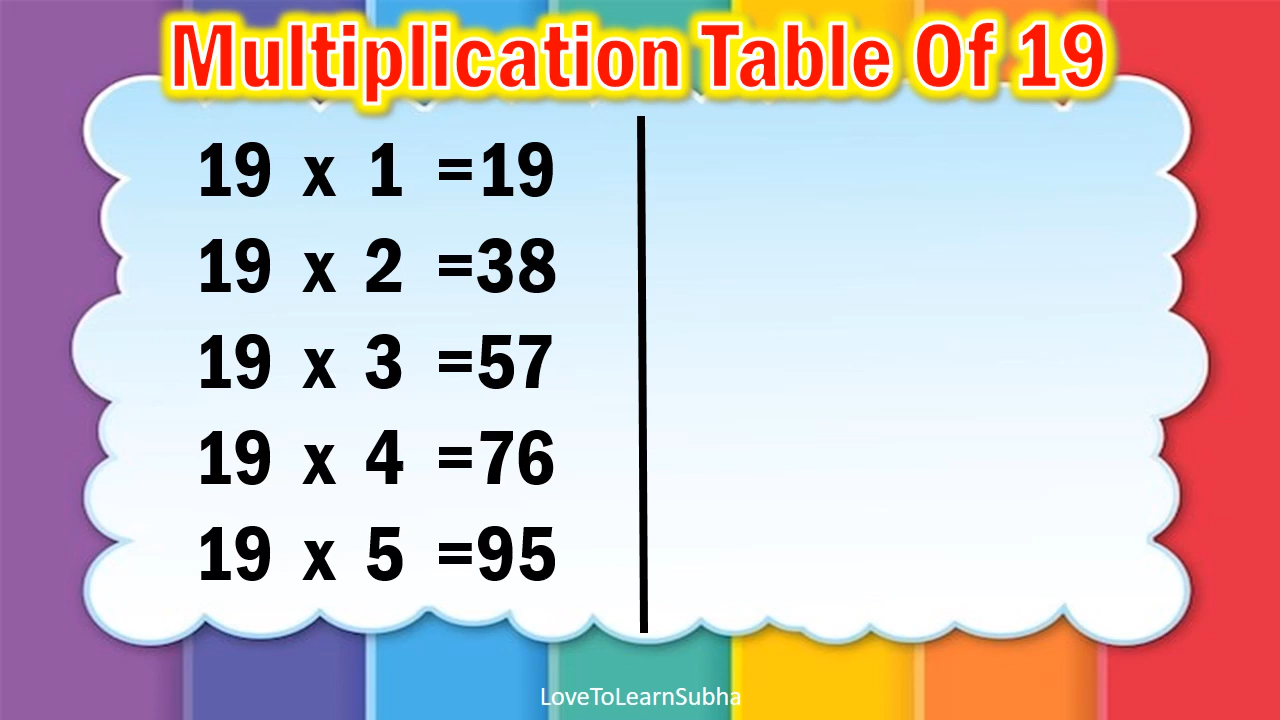 Multiplication Table Of 19
19 x 1 =19
19 x 2 =38
19 x 3 =57
19 x 4 =76
19 x 5 =95
LoveToLearnSubha